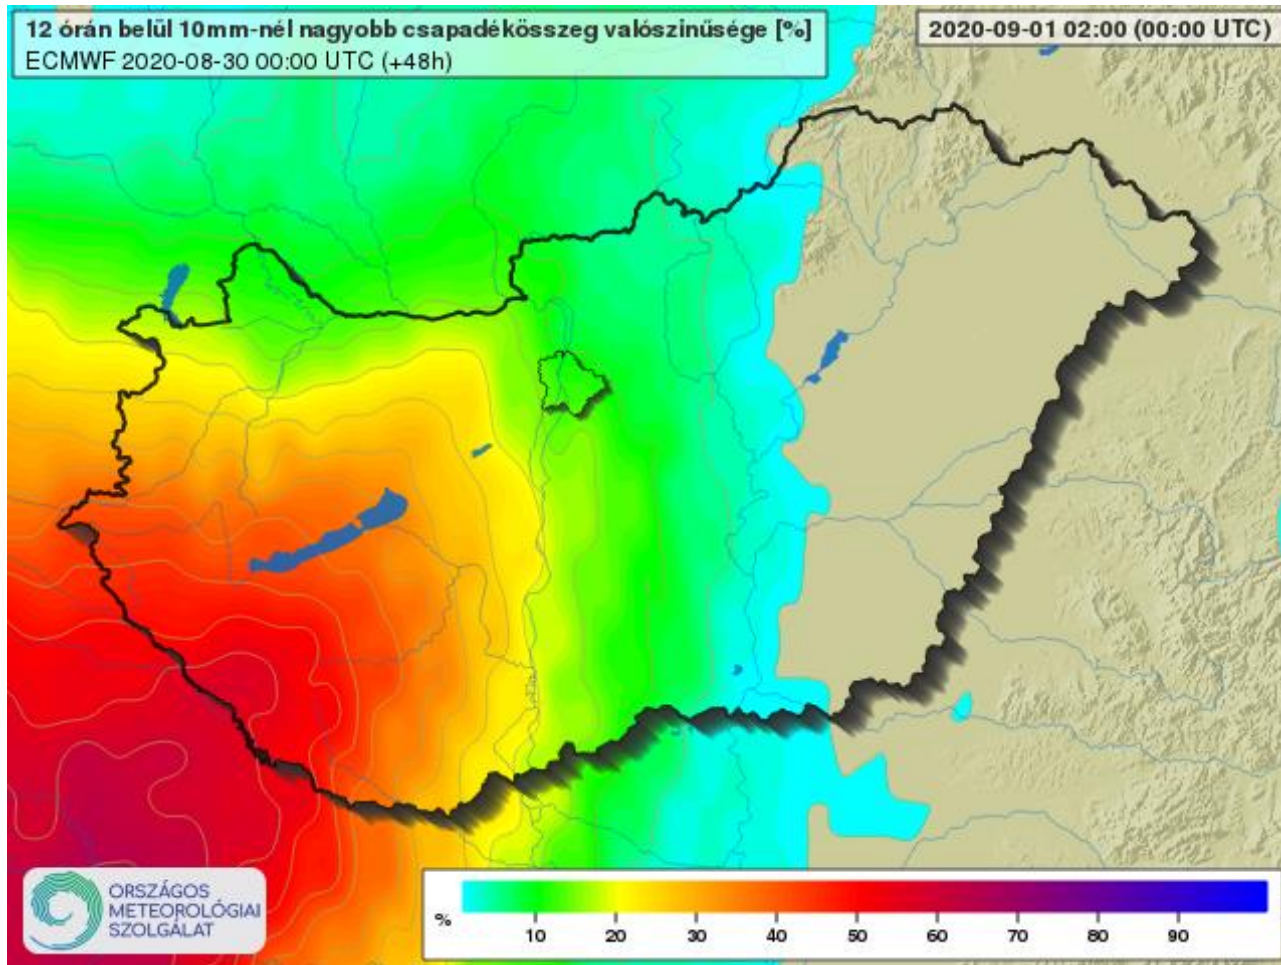 12 órán belül 10mm-nél nagyobb csapadékösszeg valószinűsége [%]
ECMWF 2020-08-30 00:00 UTC (+48h)
2020-09-01 02:00 (00:00 UTC)
ORSZÁGOS
METEOROLÓGIAI
SZOLGÁLAT
% 10 20 30 40 50 60 70 80 90